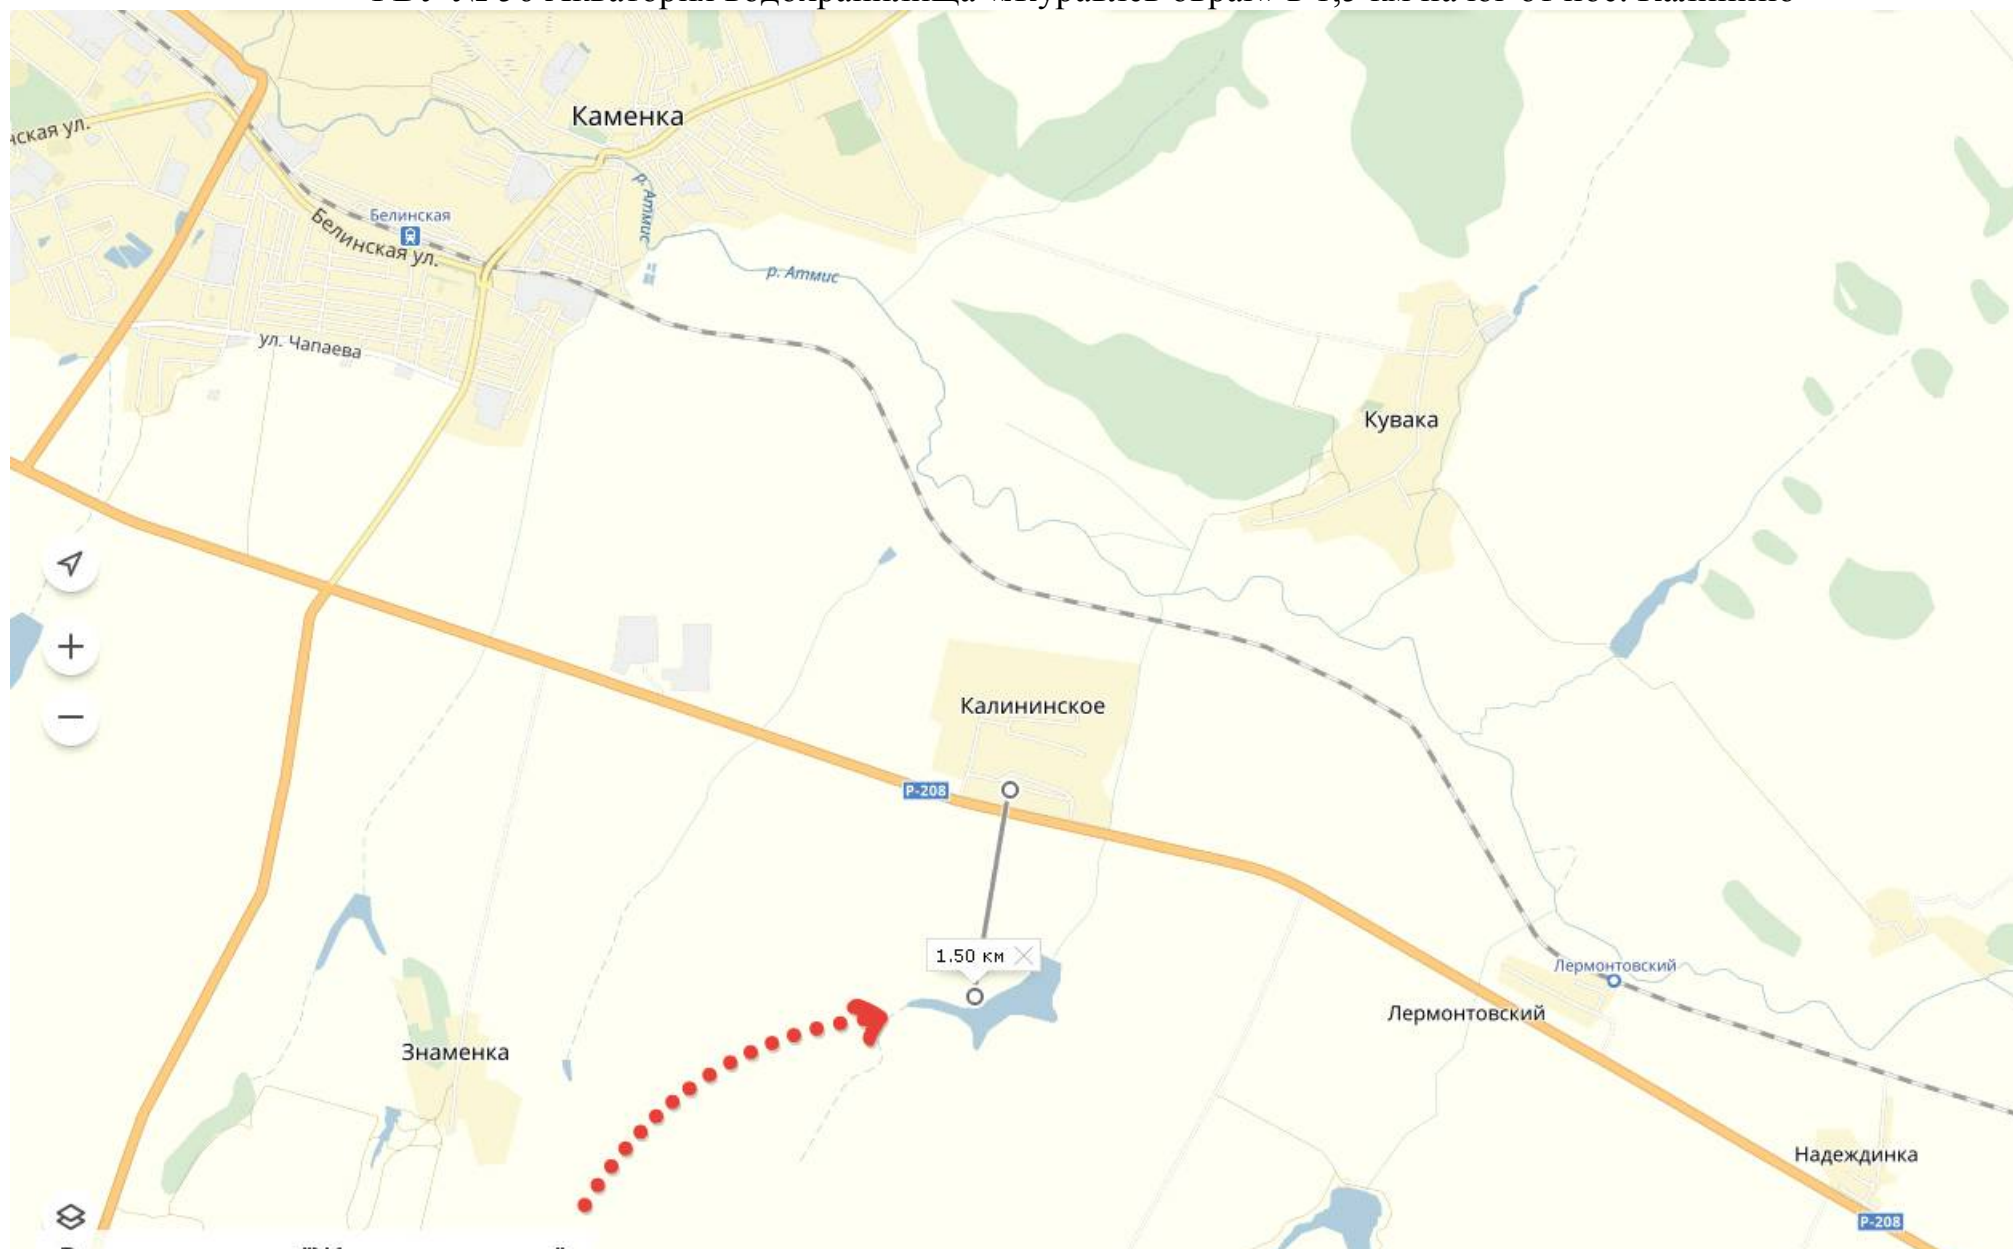 Каменка
нская ул.
р. Атмис
Белинская
Белинская ул.
р. Атмис
ул. Чапаева
Кувака
Калининское
Р-208
1.50 км
Лермонтовский
Лермонтовский
Знаменка
Надеждинка
Р-208